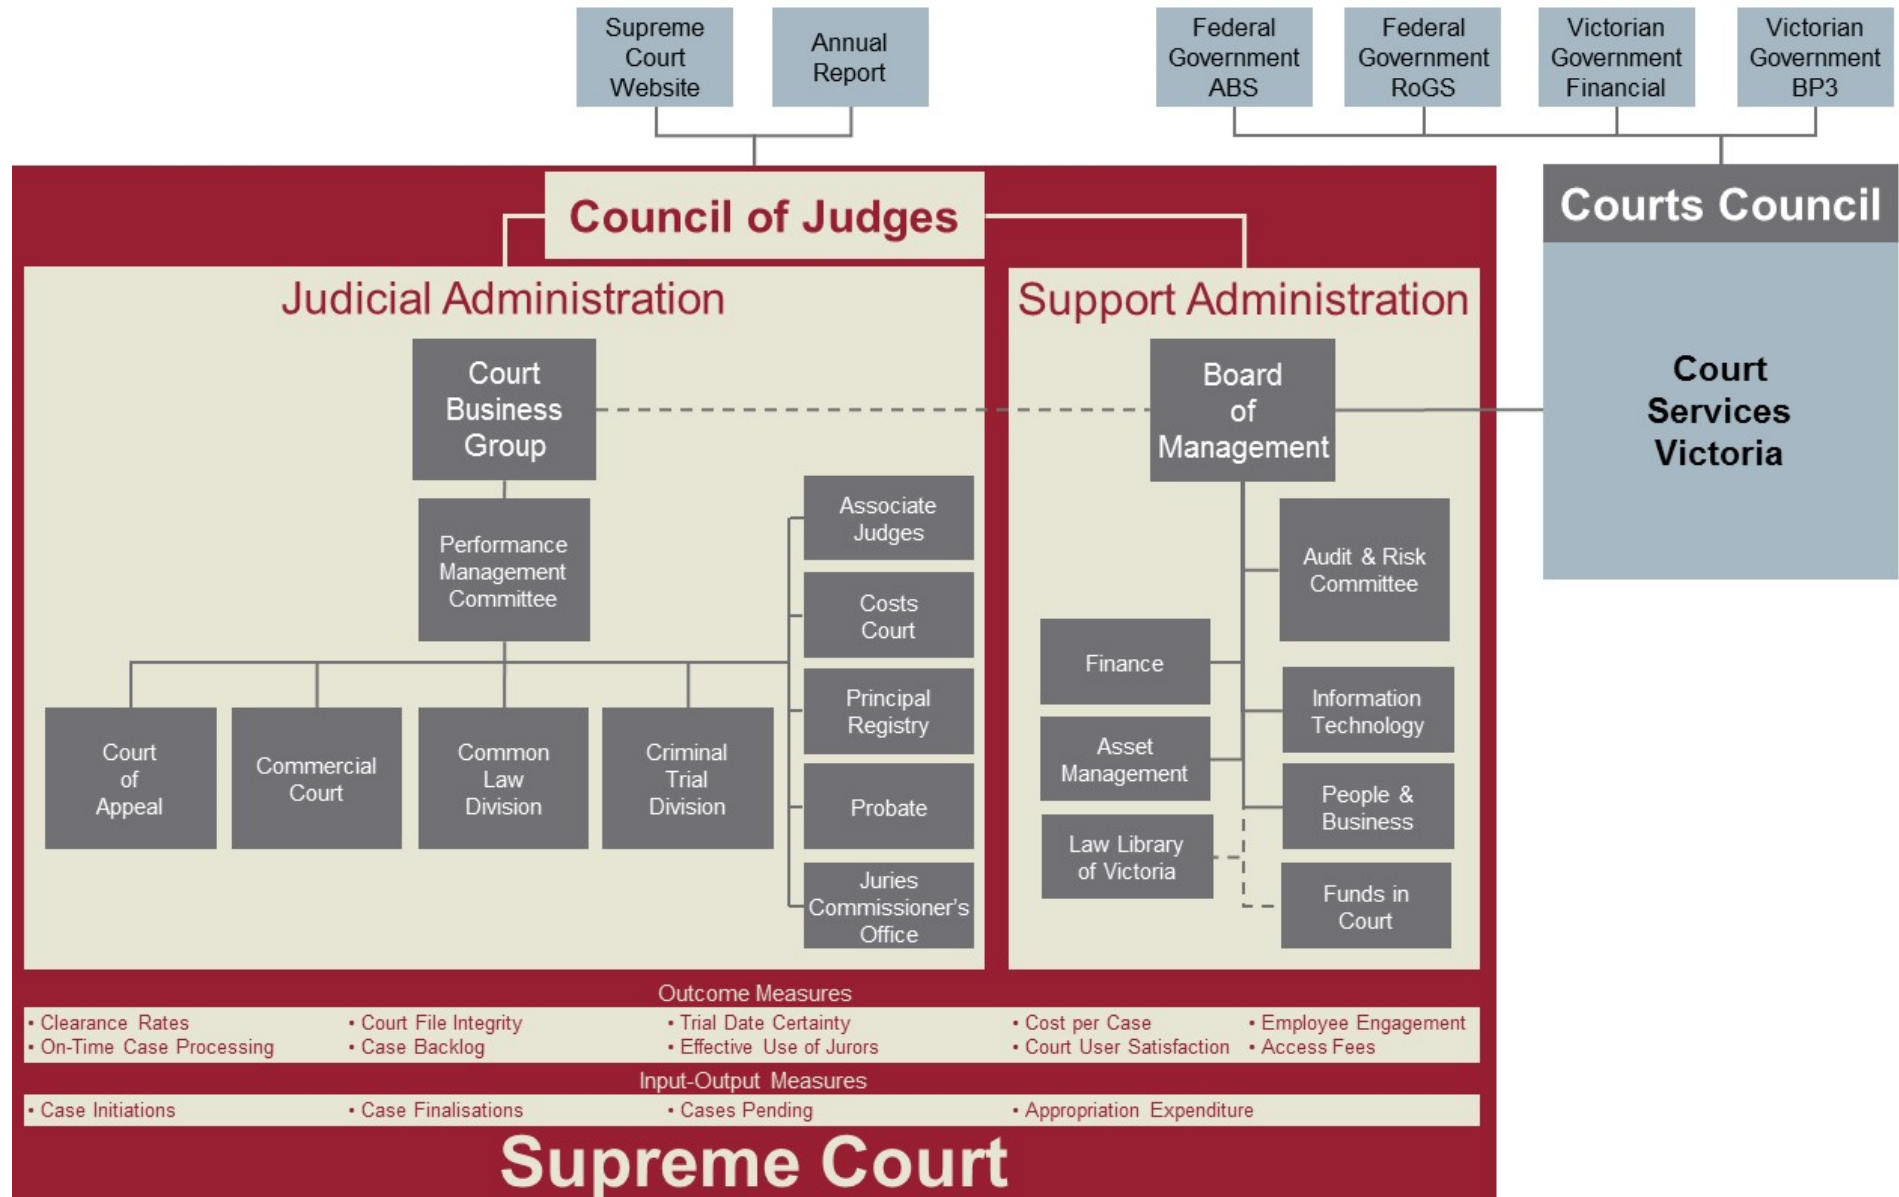 Supreme
Court
Website
Annual
Report
Federal
Government
ABS
Federal
Government
RoGS
Victorian
Government
Financial
Victorian
Government
BP3
Council of Judges
Courts Council
Court
Services
Victoria
Judicial Administration
Court
Business
Group
Performance
Management
Committee
Associate
Judges
Costs
Court
Principal
Registry
Probate
Juries
Commissioner's
Office
Court
of
Appeal
Commercial
Court
Common
Law
Division
Criminal
Trial
Division
Support Administration
Board
of
Management
Audit & Risk
Committee
Finance
Information
Technology
Asset
Management
People &
Business
Law Library
of Victoria
Funds in
Court
Outcome Measures
• Clearance Rates
• On-Time Case Processing
• Court File Integrity
• Case Backlog
• Trial Date Certainty
• Effective Use of Jurors
• Cost per Case
• Court User Satisfaction
• Employee Engagement
• Access Fees
Input-Output Measures
• Case Initiations
• Case Finalisations
• Cases Pending
• Appropriation Expenditure
Supreme Court